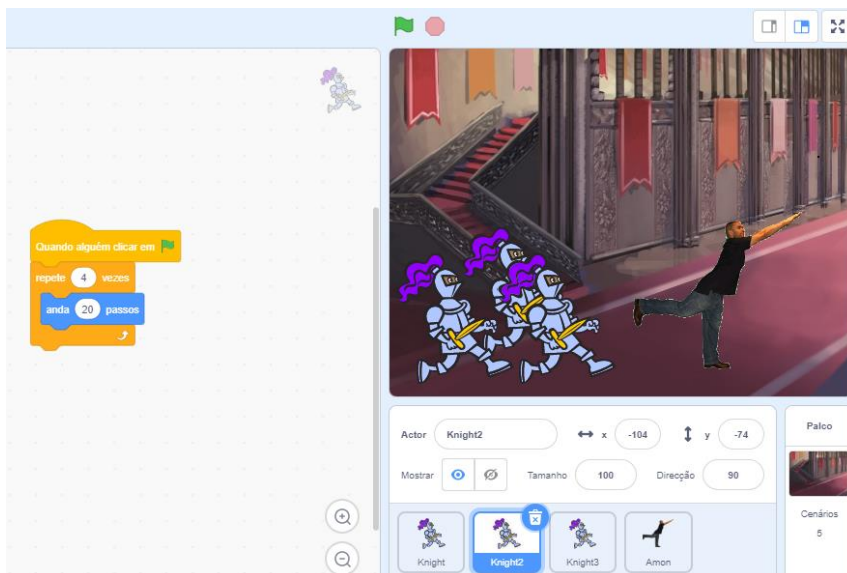 Quando alguém clicar em
repete 4 vezes
anda 20 passos
Actor Knight2 x -104 y -74
Mostrar Tamanho 100 Direcção 90
Knight Knight2 Knight3 Amon
Palco
Cenários
5